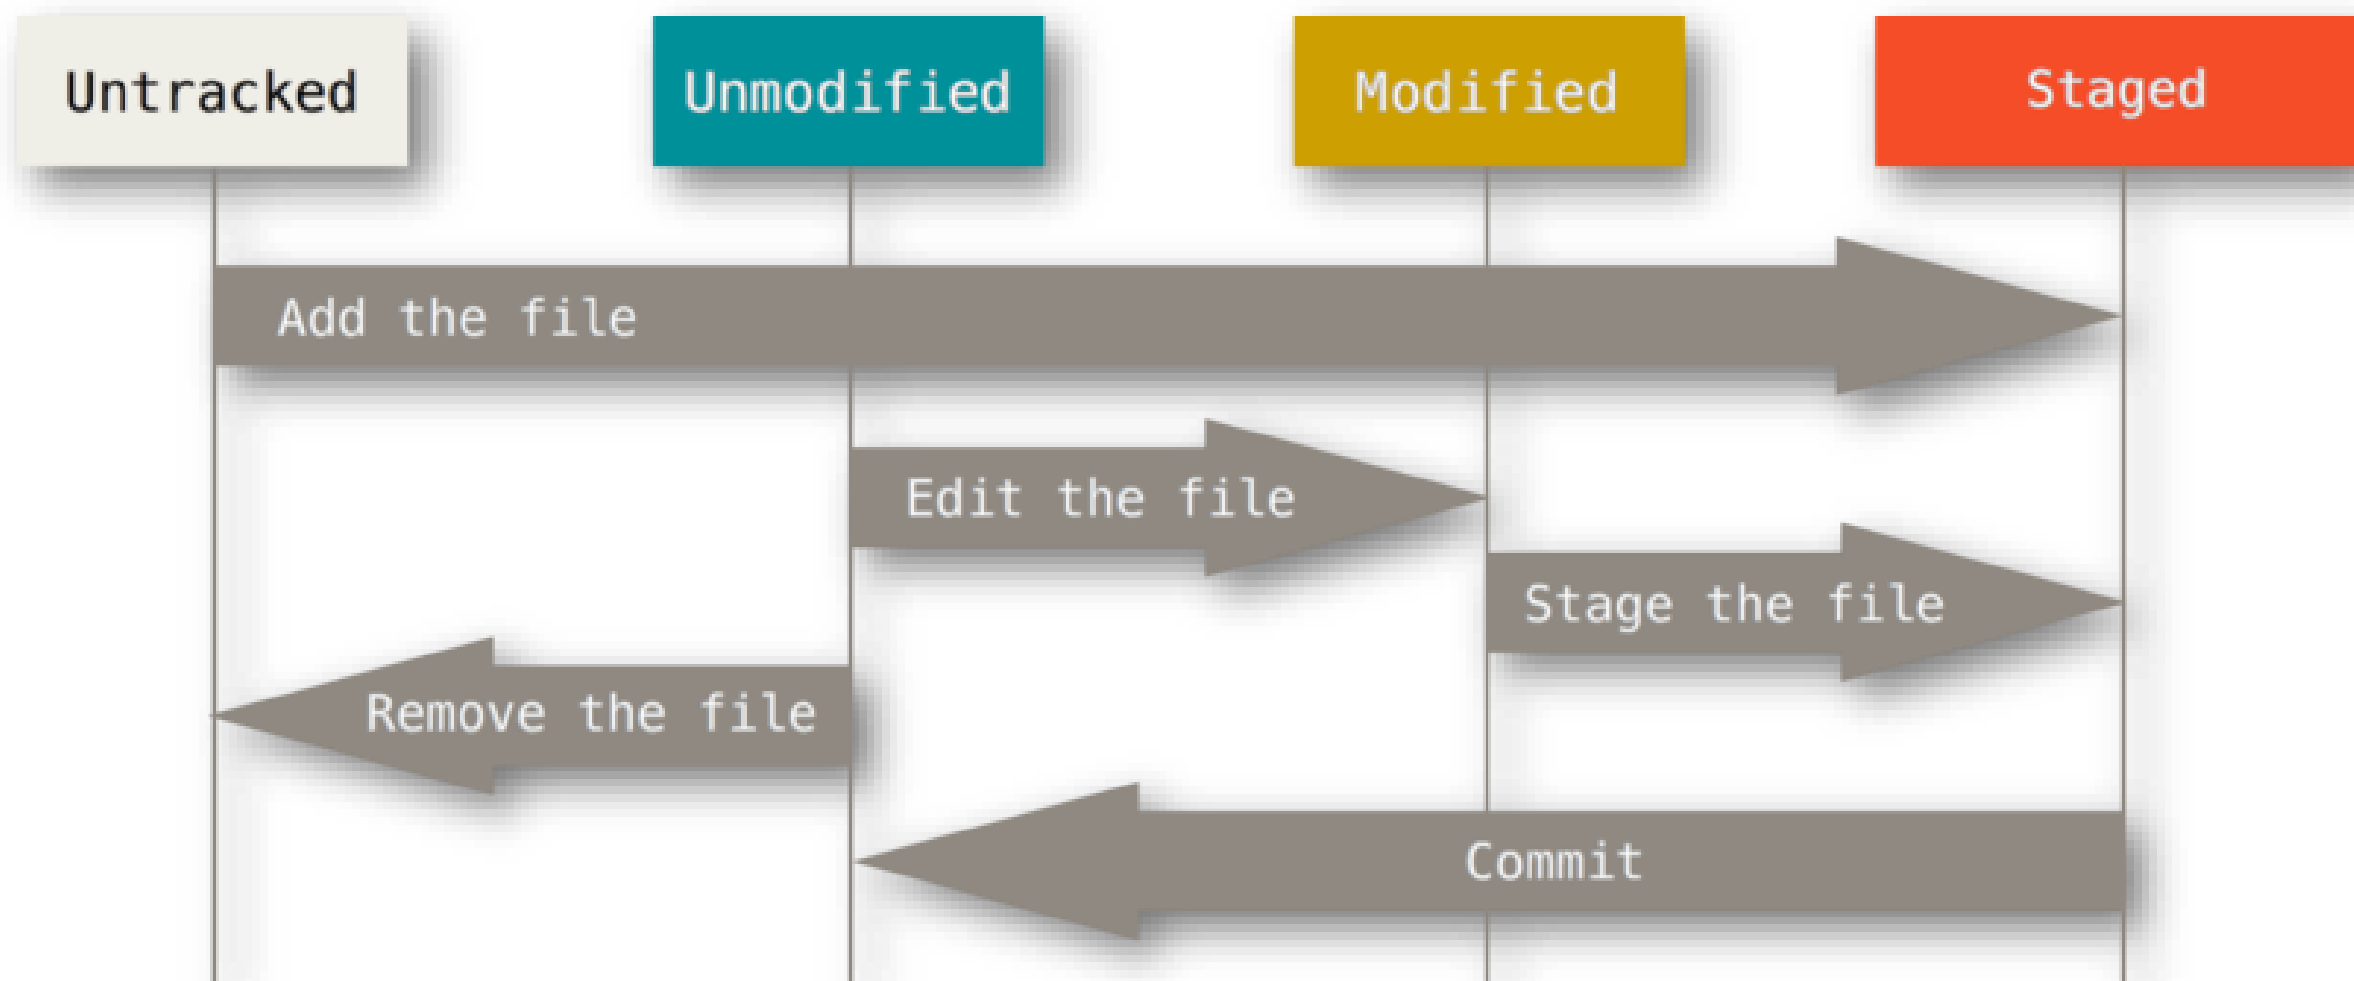 Untracked
Unmodified
Modified
Staged
Add the file
Edit the file
Stage the file
Remove the file
Commit